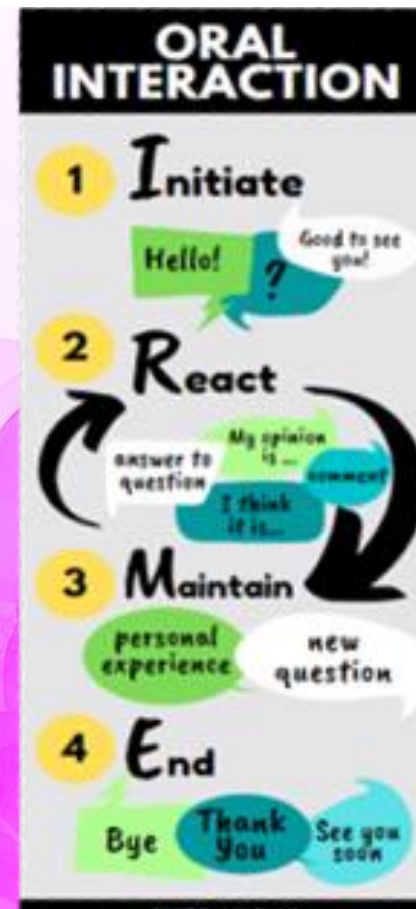 ORAL
INTERACTION
1 Initiate
Hello!
?
Good to see
you!
2 React
answer to
question
My opinion
is ...
comment
I think
it is...
3 Maintain
personal
experience
new
question
4 End
Bye
Thank
You
See you
soon